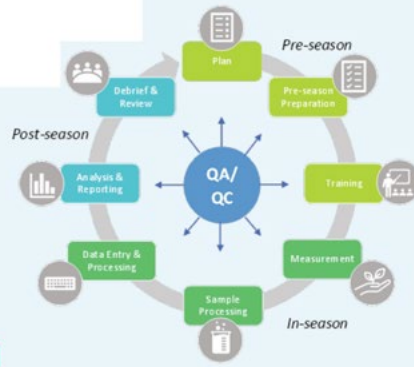 Plan
Pre-season
Pre-season
Preparation
Training
Measurement
In-season
Sample
Processing
Data Entry &
Processing
Analysis &
Reporting
Post-season
Debrief &
Review
QA/
QC